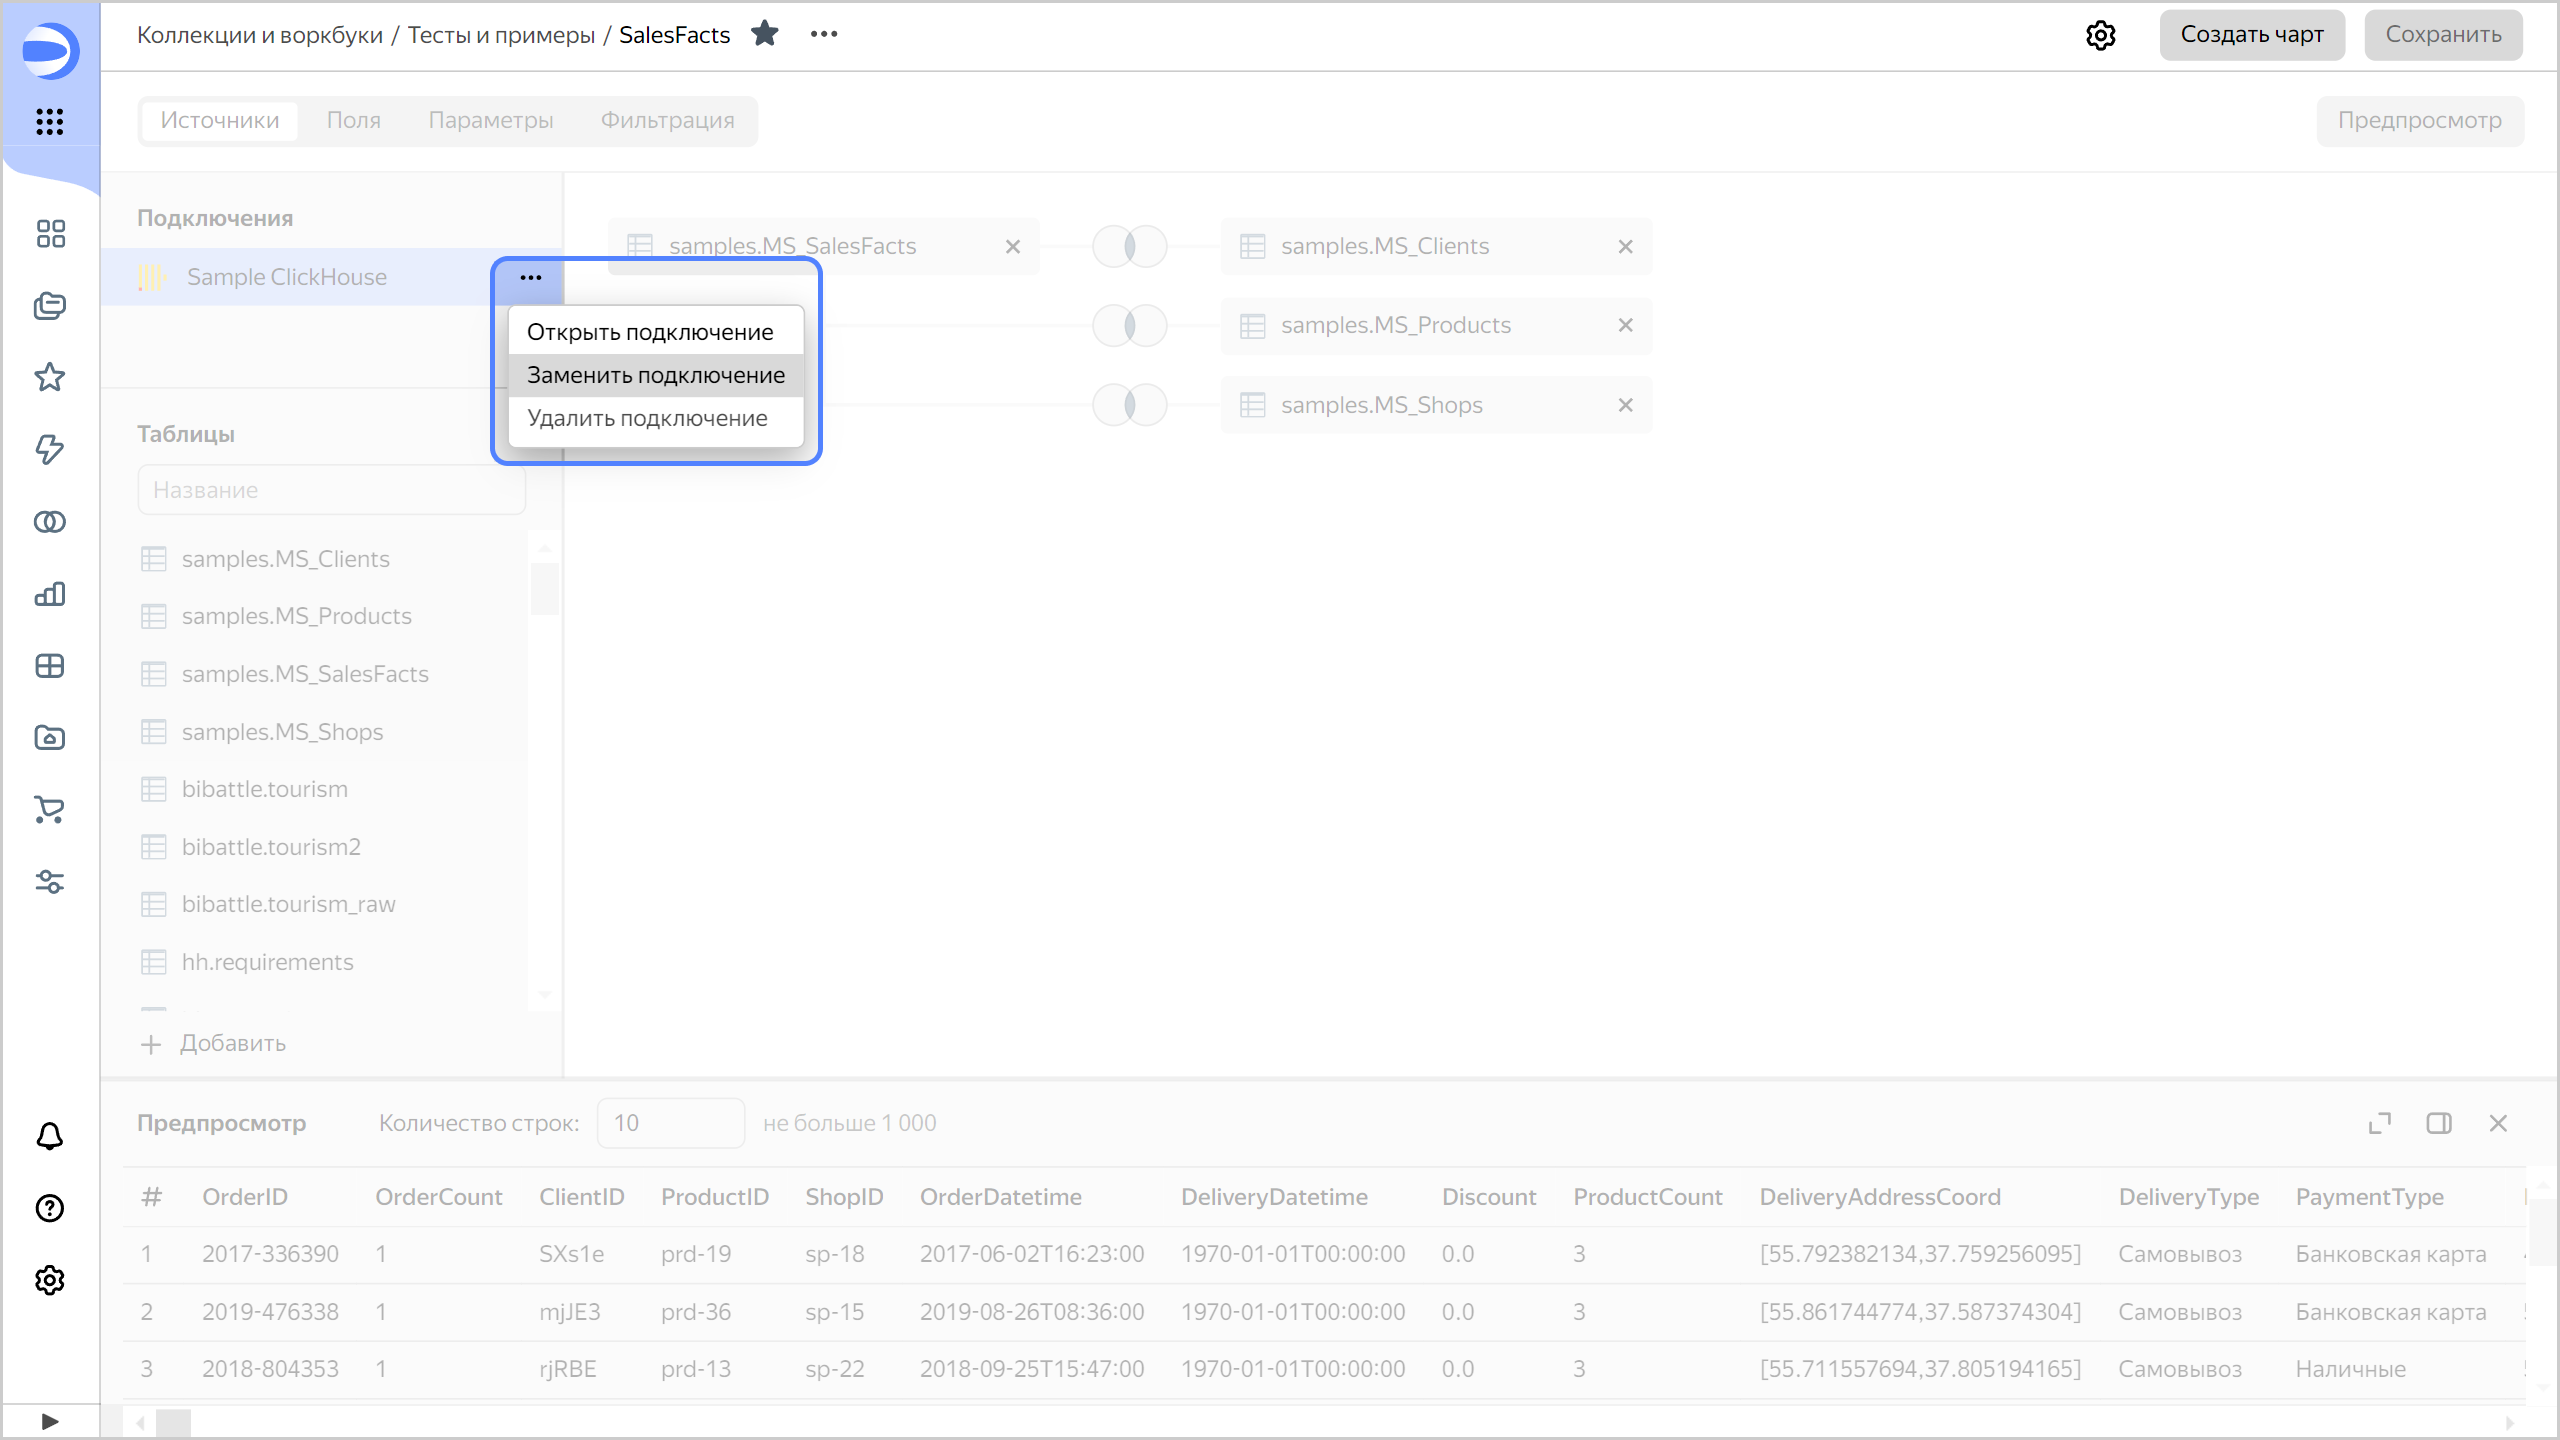 Коллекции и воркбуки / Тесты и примеры / SalesFacts
Создать чарт
Сохранить
Источники
Поля
Параметры
Фильтрация
Предпросмотр
Подключения
Sample ClickHouse
Открыть подключение
Заменить подключение
Удалить подключение
samples.MS_SalesFacts
samples.MS_Clients
samples.MS_Products
samples.MS_Shops
Таблицы
Название
samples.MS_Clients
samples.MS_Products
samples.MS_SalesFacts
samples.MS_Shops
bibattle.tourism
bibattle.tourism2
bibattle.tourism_raw
hh.requirements
Добавить
Предпросмотр Количество строк: 10 не больше 1 000
# OrderID OrderCount ClientID ProductID ShopID OrderDatetime DeliveryDatetime Discount ProductCount DeliveryAddressCoord DeliveryType PaymentType
1 2017-336390 1 SXs1e prd-19 sp-18 2017-06-02T16:23:00 1970-01-01T00:00:00 0.0 3 [55.792382134,37.759256095] Самовывоз Банковская карта
2 2019-476338 1 mjJE3 prd-36 sp-15 2019-08-26T08:36:00 1970-01-01T00:00:00 0.0 3 [55.861744774,37.587374304] Самовывоз Банковская карта
3 2018-804353 1 rjRBE prd-13 sp-22 2018-09-25T15:47:00 1970-01-01T00:00:00 0.0 3 [55.711557694,37.805194165] Самовывоз Наличные